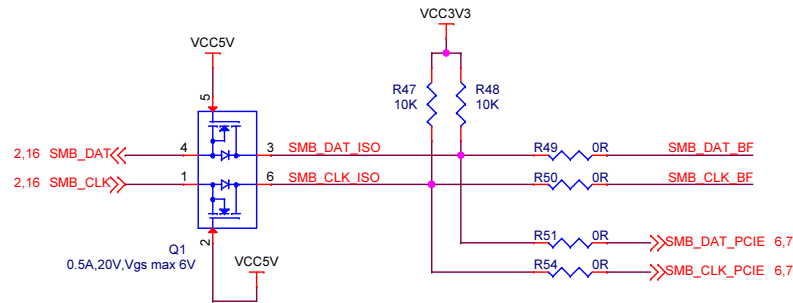 VCC3V3
VCC5V
R47
10K
R48
10K
5
2,16 SMB_DAT
4
3
SMB_DAT_ISO
R49
0R
SMB_DAT_BF
2,16 SMB_CLK
1
6
SMB_CLK_ISO
R50
0R
SMB_CLK_BF
2
Q1
0.5A,20V,Vgs max 6V
VCC5V
R51
0R
SMB_DAT_PCIE 6,7
R54
0R
SMB_CLK_PCIE 6,7